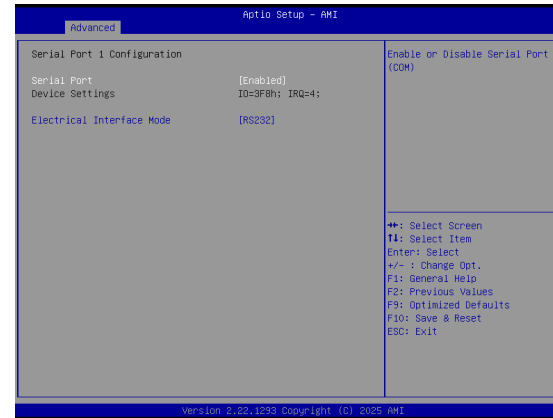 Aptio Setup - AMI
Advanced
Serial Port 1 Configuration
Serial Port [Enabled]
Device Settings IO=3F8h; IRQ=4;
Electrical Interface Mode [RS232]
Enable or Disable Serial Port
(COM)
→←: Select Screen
↑↓: Select Item
Enter: Select
+/- : Change Opt.
F1: General Help
F2: Previous Values
F9: Optimized Defaults
F10: Save & Reset
ESC: Exit
Version 2.22.1293 Copyright (C) 2025 AMI